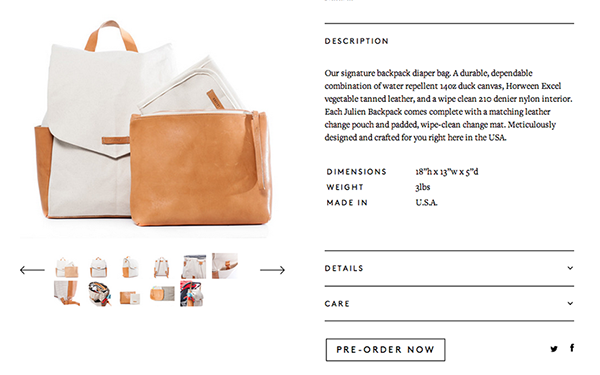 DESCRIPTION
Our signature backpack diaper bag. A durable, dependable
combination of water repellent 14oz duck canvas, Horween Excel
vegetable tanned leather, and a wipe clean 210 denier nylon interior.
Each Julien Backpack comes complete with a matching leather
change pouch and padded, wipe-clean change mat. Meticulously
designed and crafted for you right here in the USA.
DIMENSIONS 18"h x 13"w x 5"d
WEIGHT 3lbs
MADE IN U.S.A.
DETAILS
CARE
PRE-ORDER NOW